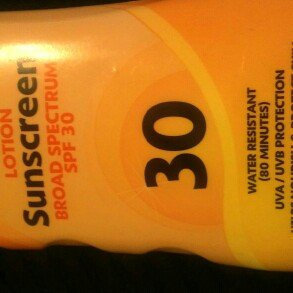 LOTION
Sunscreen
BROAD SPECTRUM
SPF 30
30
WATER RESISTANT
(80 MINUTES)
UVA / UVB PROTECTION